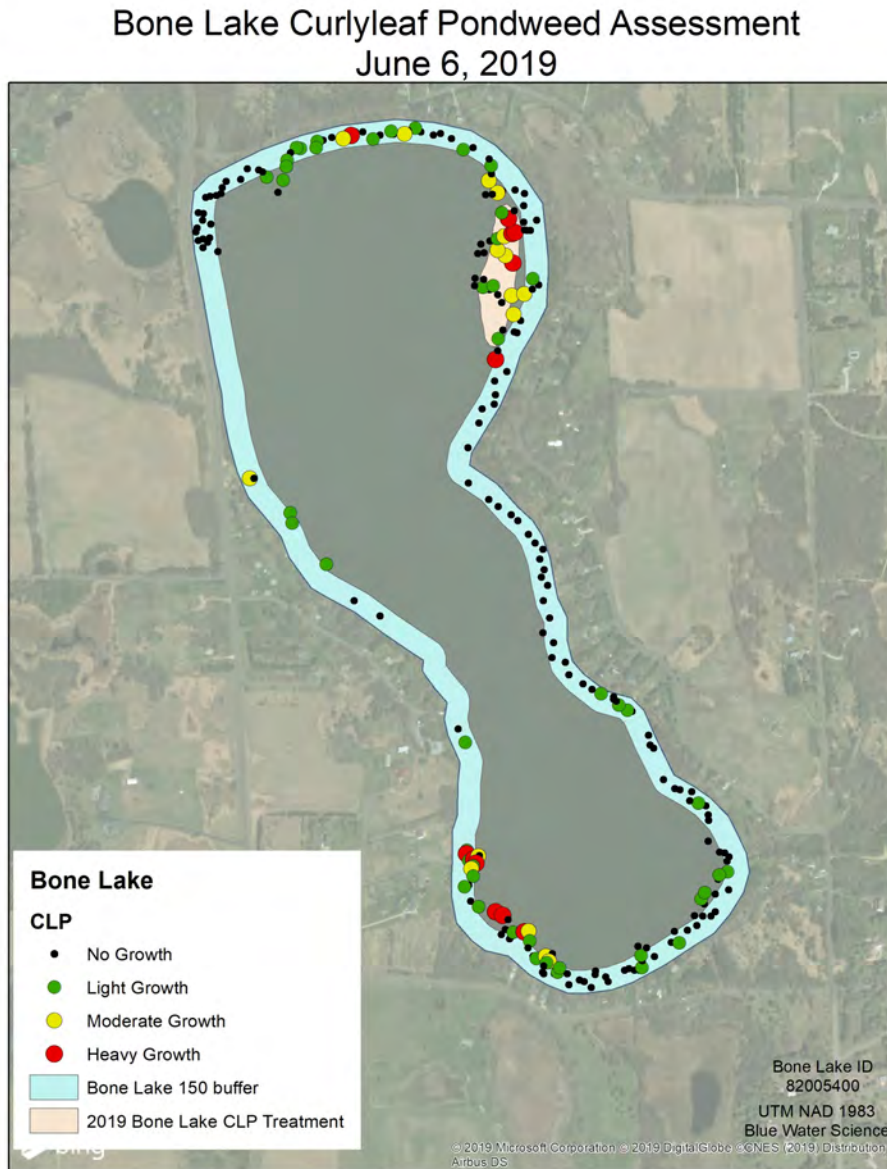 Bone Lake Curlyleaf Pondweed Assessment
June 6, 2019
Bone Lake
CLP
No Growth
Light Growth
Moderate Growth
Heavy Growth
Bone Lake 150 buffer
2019 Bone Lake CLP Treatment
Bone Lake ID
82005400
UTM NAD 1983
Blue Water Science
bing
© 2019 Microsoft Corporation © 2019 DigitalGlobe ©CNES (2019) Distribution
Airbus DS